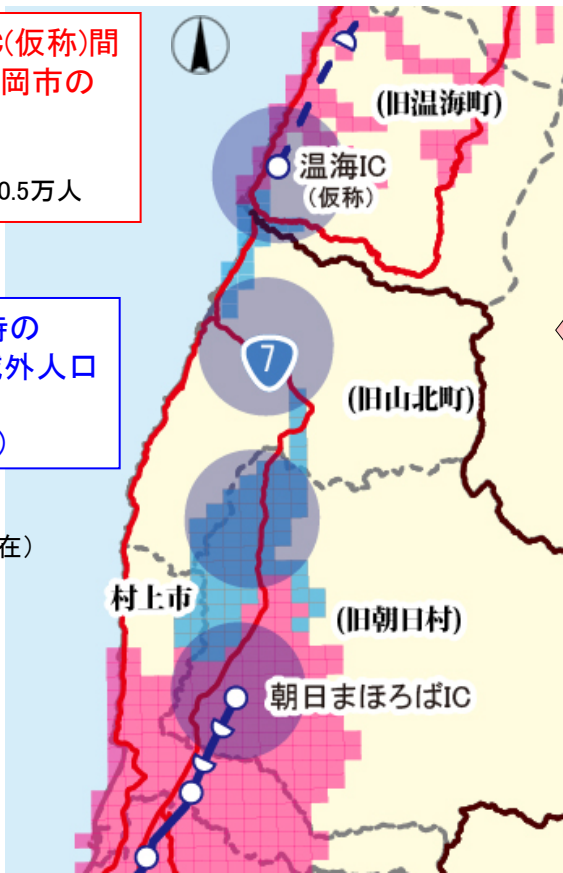 (仮称)間
岡市の
0.5万人
時の
外人口
)
在)
(旧温海町)
温海IC
(仮称)
7
(旧山北町)
村上市
(旧朝日村)
朝日まほろばIC